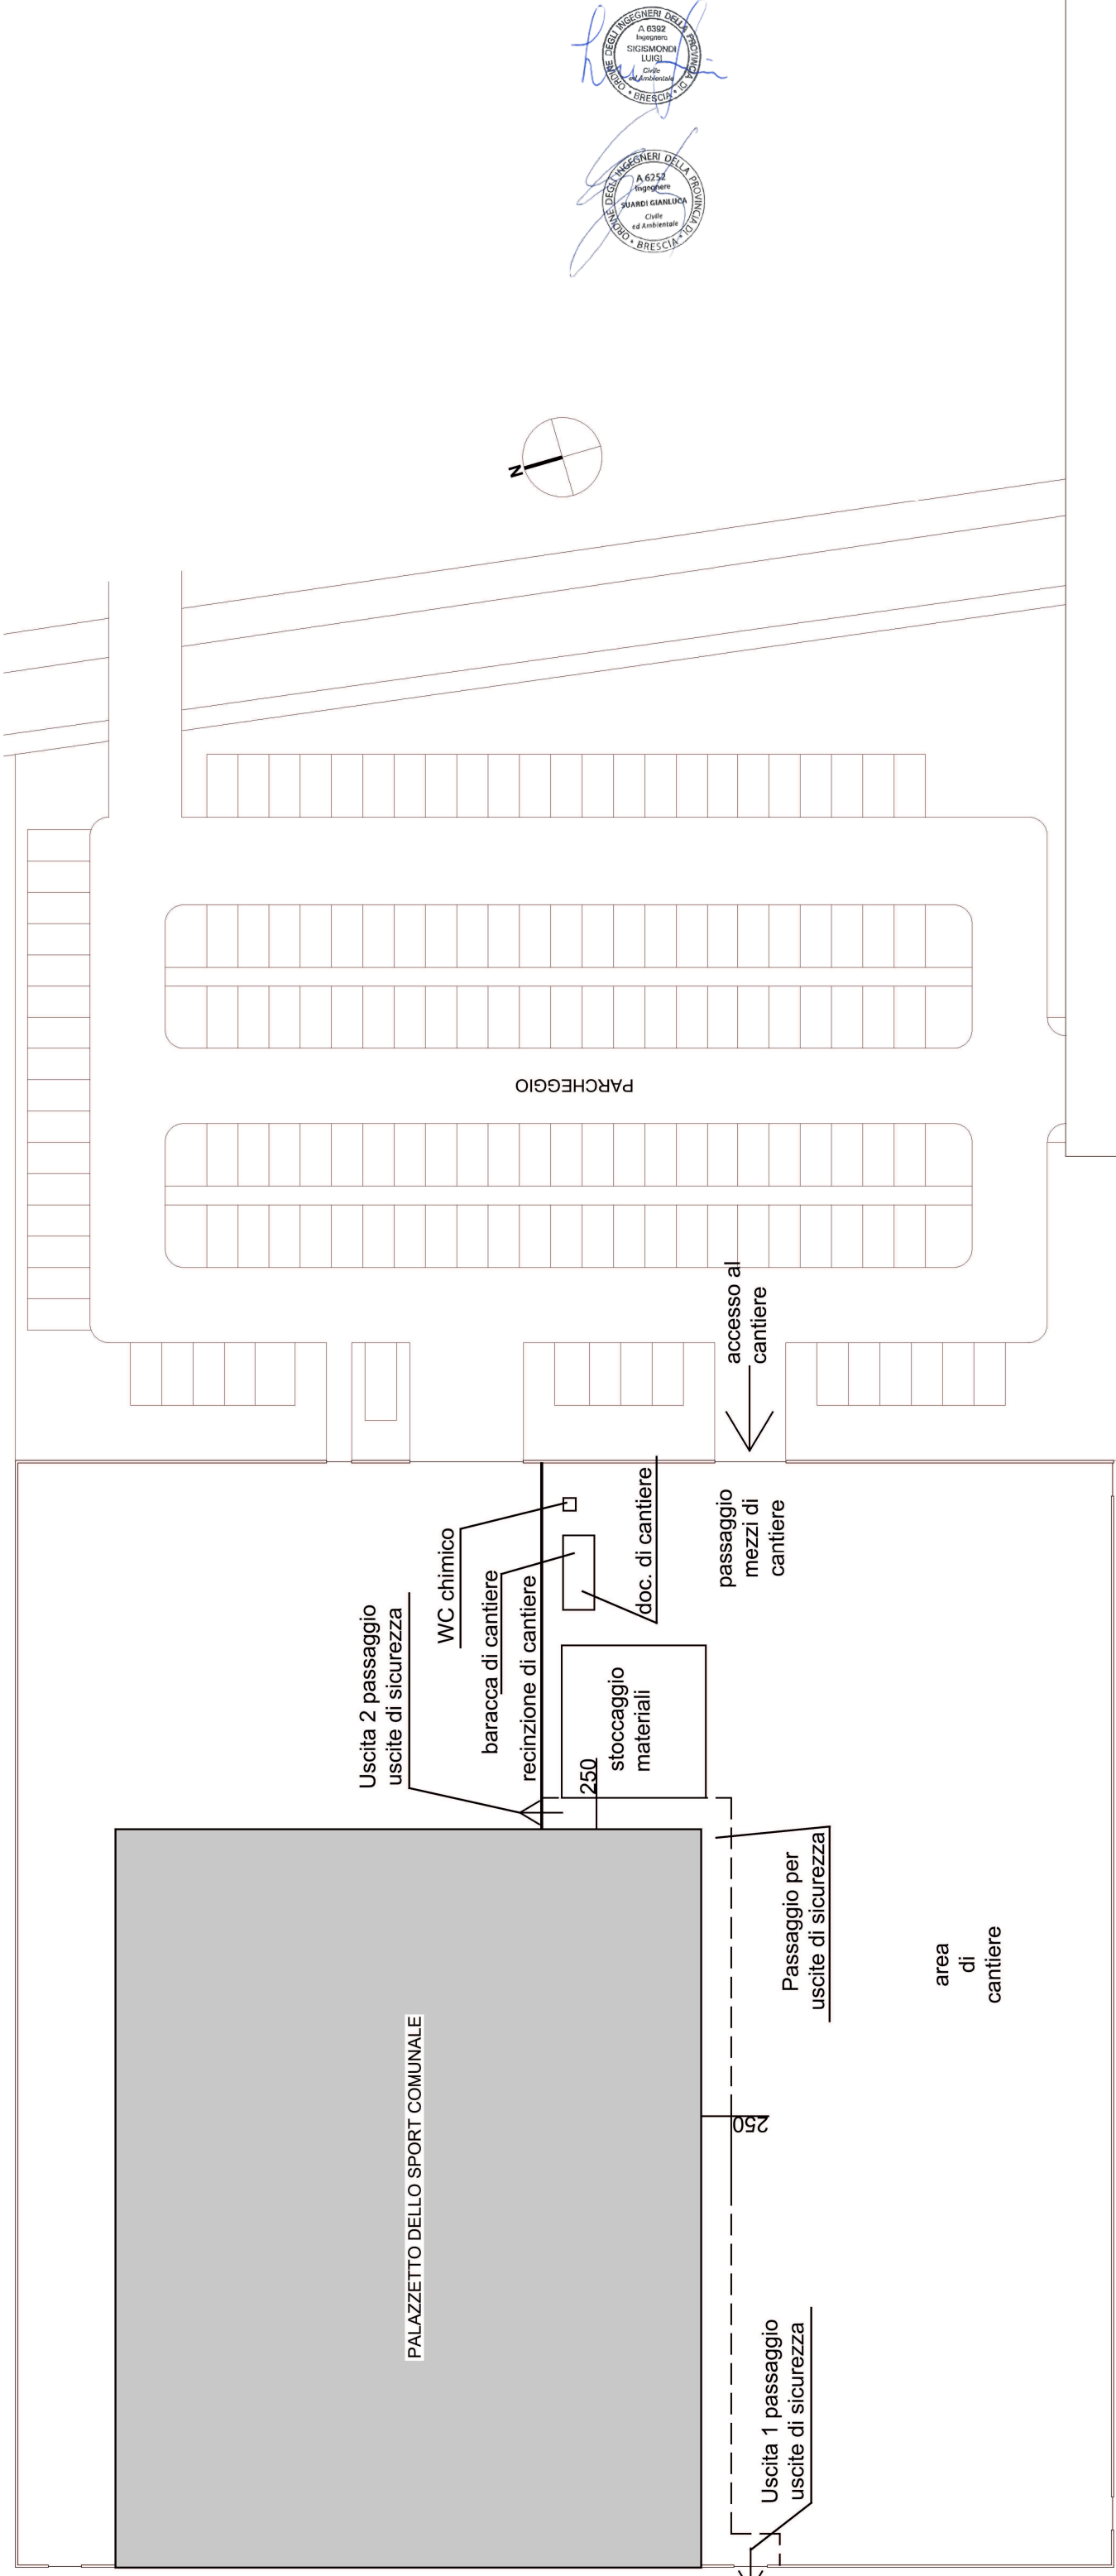 ORDINE DEGLI INGEGNERI DELLA PROVINCIA DI
• BRESCIA •
A 6392
Ingegnere
SIGISMONDI
LUIGI
Civile
ed Ambientale
ORDINE DEGLI INGEGNERI DELLA PROVINCIA DI
• BRESCIA •
A 6252
Ingegnere
SUARDI GIANLUCA
Civile
ed Ambientale
N
PARCHEGGIO
accesso al
cantiere
passaggio
mezzi di
cantiere
doc. di cantiere
WC chimico
baracca di cantiere
recinzione di cantiere
Uscita 2 passaggio
uscite di sicurezza
stoccaggio
materiali
250
Passaggio per
uscite di sicurezza
area
di
cantiere
PALAZZETTO DELLO SPORT COMUNALE
250
Uscita 1 passaggio
uscite di sicurezza